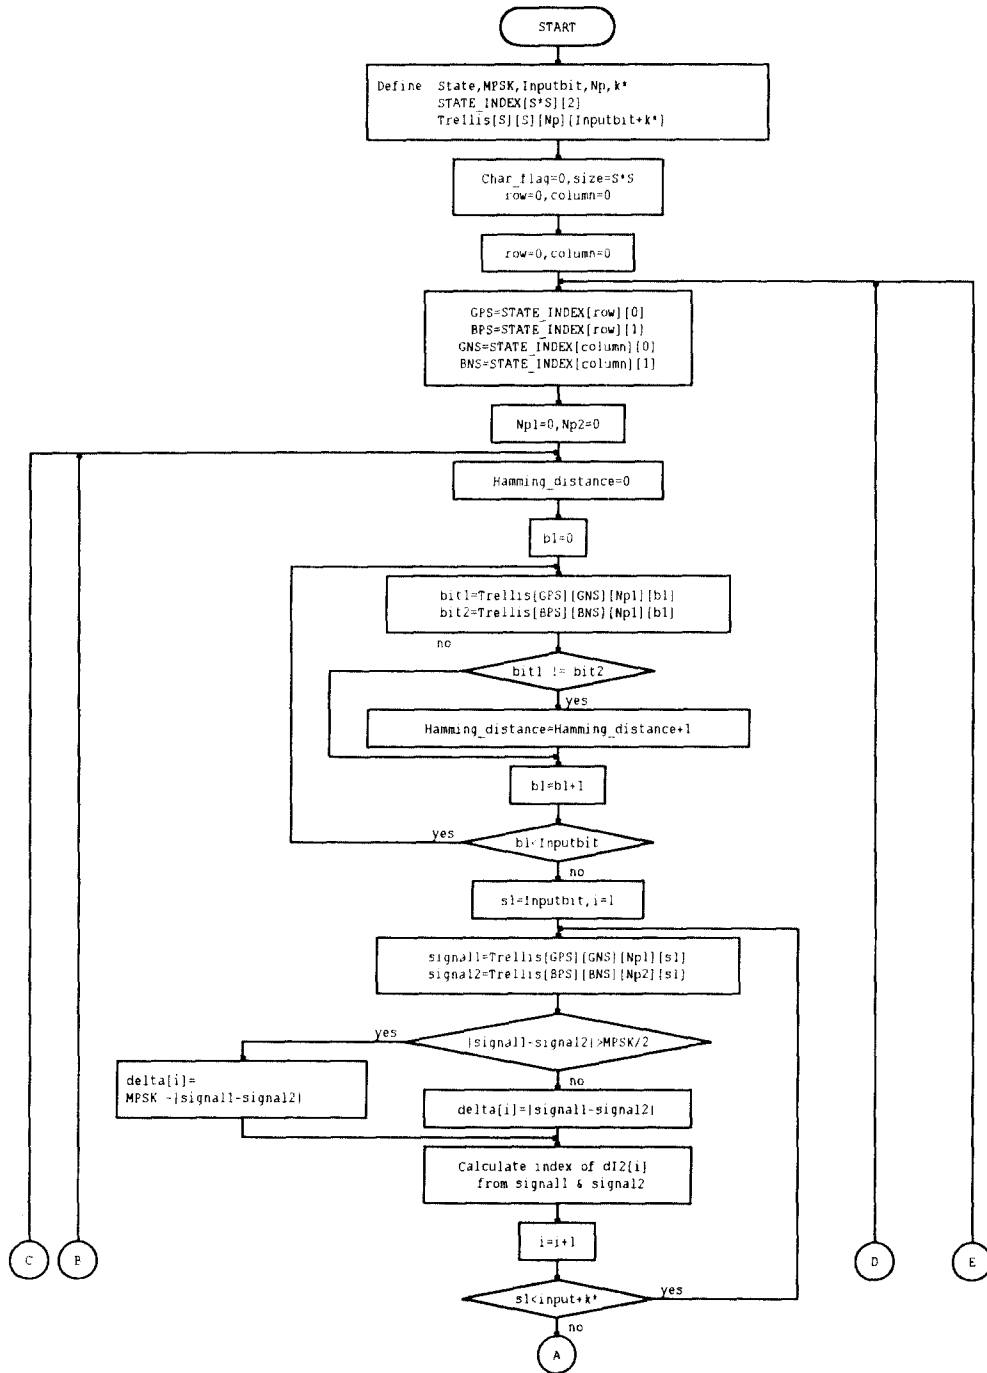 START
Define State,MPSK,Inputbit,Np,k*
STATE_INDEX[S*S][2]
Trellis[S][S][Np][Inputbit+k*]
Char_flag=0,size=S*S
row=0,column=0
row=0,column=0
GPS=STATE_INDEX[row][0]
BPS=STATE_INDEX[row][1]
GNS=STATE_INDEX[column][0]
BNS=STATE_INDEX[column][1]
Np1=0,Np2=0
Hamming_distance=0
b1=0
bit1=Trellis[GPS][GNS][Np1][b1]
bit2=Trellis[BPS][BNS][Np1][b1]
no
bit1 != bit2
yes
Hamming_distance=Hamming_distance+1
b1=b1+1
yes
b1<Inputbit
no
s1=Inputbit,i=1
signal1=Trellis[GPS][GNS][Np1][s1]
signal2=Trellis[BPS][BNS][Np2][s1]
yes
|signal1-signal2|>MPSK/2
no
delta[i]=
MPSK -|signal1-signal2|
delta[i]=|signal1-signal2|
Calculate index of dI2[i]
from signal1 & signal2
i=i+1
C
B
D
E
s1<input+k*
yes
no
A